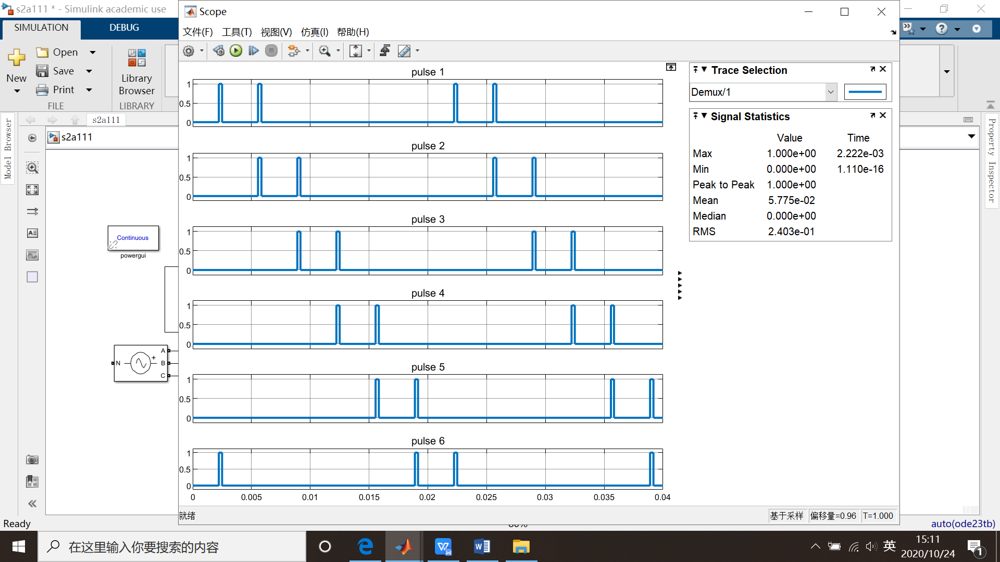 s2a111 * - Simulink academic use
SIMULATION
DEBUG
New
Open
Save
Print
FILE
Library
Browser
LIBRARY
s2a111
s2a111
Model Browser
Continuous
powergui
N
+
A
B
C
Ready
Scope
文件(F)
工具(T)
视图(V)
仿真(I)
帮助(H)
pulse 1
1
0.5
0
pulse 2
1
0.5
0
pulse 3
1
0.5
0
pulse 4
1
0.5
0
pulse 5
1
0.5
0
pulse 6
1
0.5
0
0 0.005 0.01 0.015 0.02 0.025 0.03 0.035 0.04
就绪
Trace Selection
Demux/1
Signal Statistics
Value Time
Max 1.000e+00 2.222e-03
Min 0.000e+00 1.110e-16
Peak to Peak 1.000e+00
Mean 5.775e-02
Median 0.000e+00
RMS 2.403e-01
基于采样
偏移量=0.96
T=1.000
Property Inspector
auto(ode23tb)
在这里输入你要搜索的内容
英
15:11
2020/10/24
1